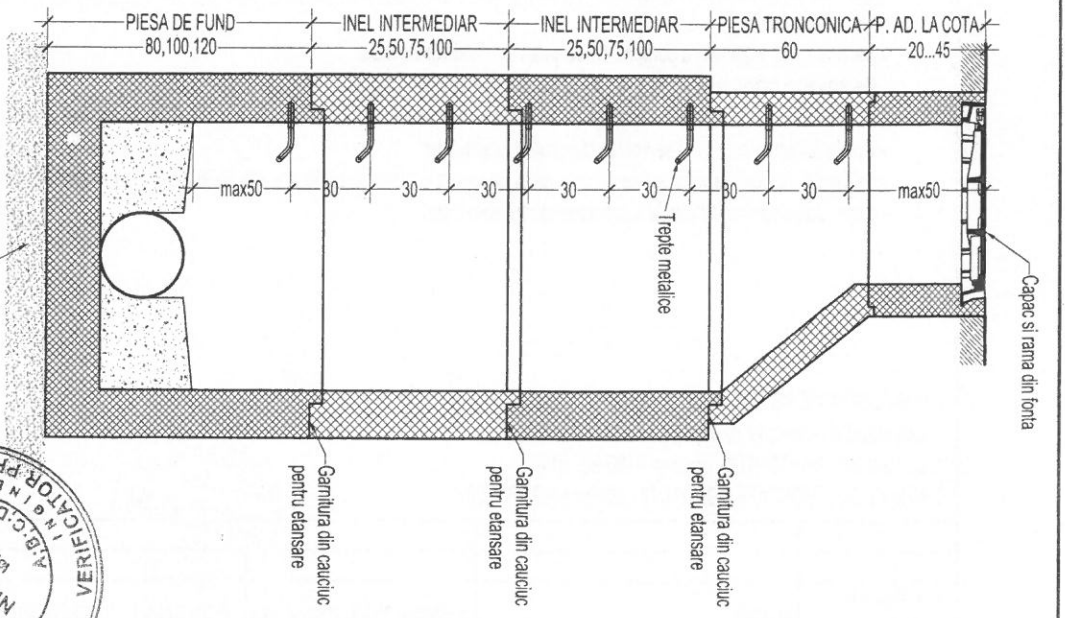 PIESA DE FUND
INEL INTERMEDIAR
INEL INTERMEDIAR
PIESA TRONCONICA
P. AD. LA COTA
80,100,120
25,50,75,100
25,50,75,100
60
20...45
max50
30
30
30
30
30
30
30
max50
Trepte metalice
Capac si rama din fonta
Garnitura din cauciuc
pentru etansare
Garnitura din cauciuc
pentru etansare
Garnitura din cauciuc
pentru etansare
VERIFICATOR PR
INGINE
A.B.C.D